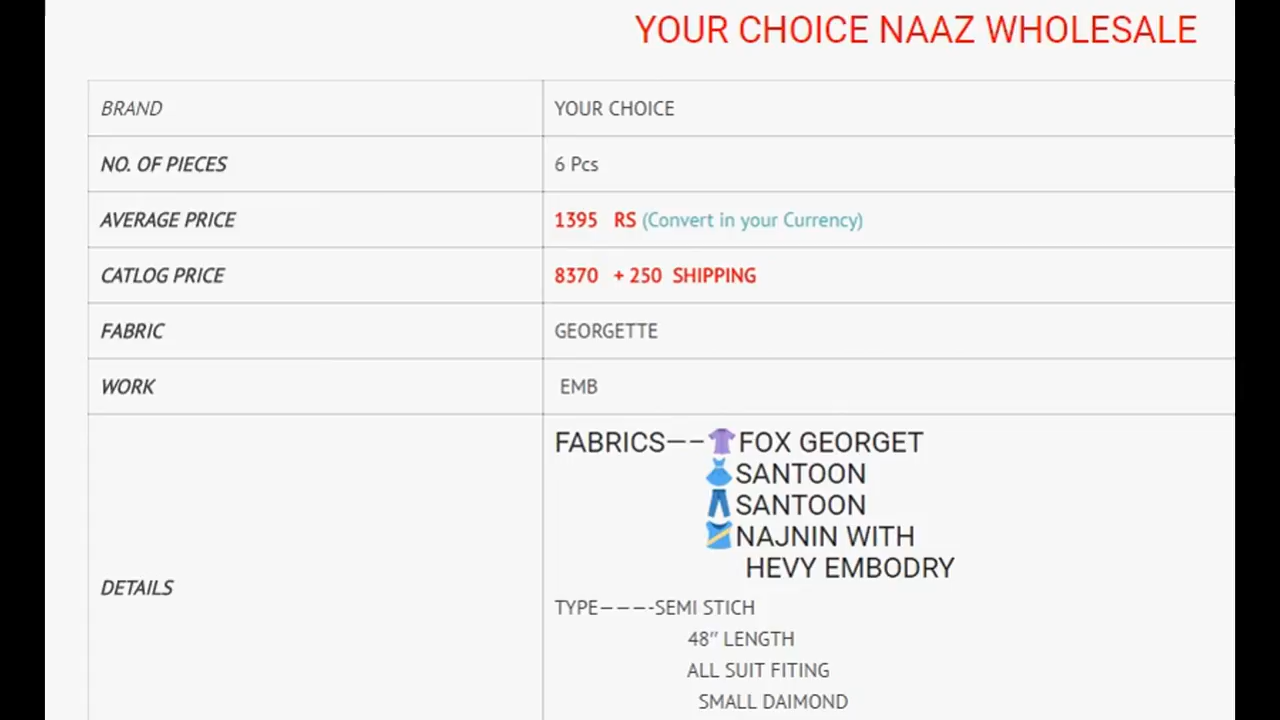 YOUR CHOICE NAAZ WHOLESALE
BRAND YOUR CHOICE
NO. OF PIECES 6 Pcs
AVERAGE PRICE 1395 RS (Convert in your Currency)
CATLOG PRICE 8370 + 250 SHIPPING
FABRIC GEORGETTE
WORK EMB
DETAILS
FABRICS––👚FOX GEORGET
👗SANTOON
👖SANTOON
🎽NAJNIN WITH
HEVY EMBODRY
TYPE–––-SEMI STICH
48″ LENGTH
ALL SUIT FITING
SMALL DAIMOND